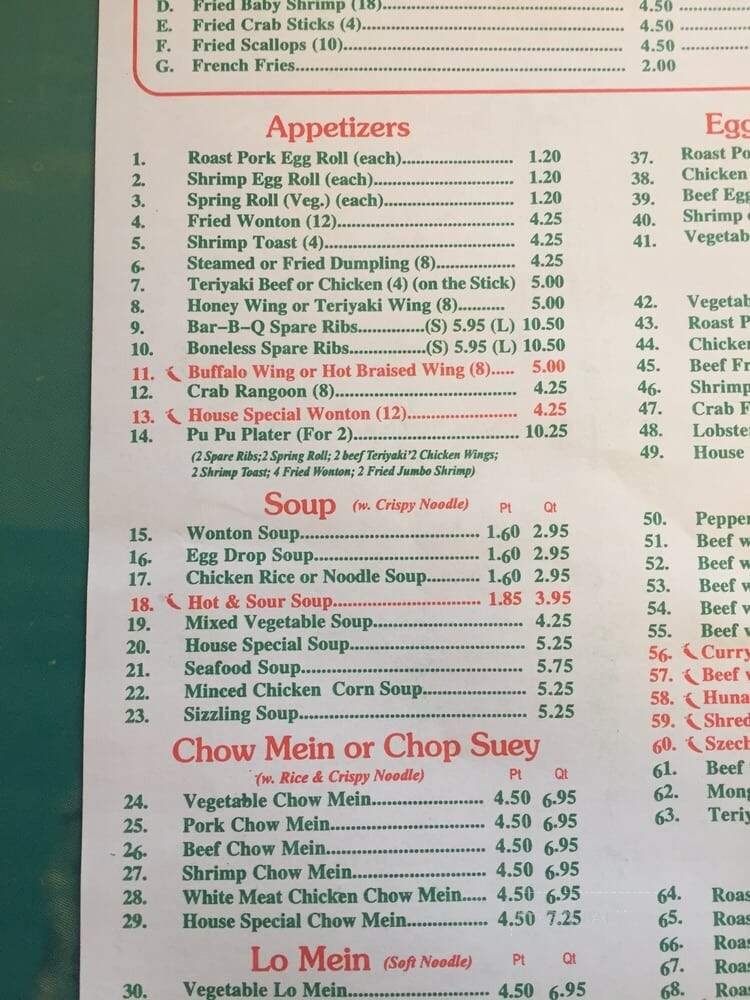 D. Fried Baby Shrimp (18)........ 4.50
E. Fried Crab Sticks (4)........ 4.50
F. Fried Scallops (10)........ 4.50
G. French Fries........ 2.00
Appetizers
1. Roast Pork Egg Roll (each)........ 1.20
2. Shrimp Egg Roll (each)........ 1.20
3. Spring Roll (Veg.) (each)........ 1.20
4. Fried Wonton (12)........ 4.25
5. Shrimp Toast (4)........ 4.25
6. Steamed or Fried Dumpling (8)........ 4.25
7. Teriyaki Beef or Chicken (4) (on the Stick) 5.00
8. Honey Wing or Teriyaki Wing (8)........ 5.00
9. Bar-B-Q Spare Ribs........(S) 5.95 (L) 10.50
10. Boneless Spare Ribs........(S) 5.95 (L) 10.50
11. Buffalo Wing or Hot Braised Wing (8)..... 5.00
12. Crab Rangoon (8)........ 4.25
13. House Special Wonton (12)........ 4.25
14. Pu Pu Plater (For 2)........ 10.25
(2 Spare Ribs;2 Spring Roll; 2 beef Teriyaki'2 Chicken Wings;
2 Shrimp Toast; 4 Fried Wonton; 2 Fried Jumbo Shrimp)
Soup (w. Crispy Noodle) Pt Qt
15. Wonton Soup........ 1.60 2.95
16. Egg Drop Soup........ 1.60 2.95
17. Chicken Rice or Noodle Soup........ 1.60 2.95
18. Hot & Sour Soup........ 1.85 3.95
19. Mixed Vegetable Soup........ 4.25
20. House Special Soup........ 5.25
21. Seafood Soup........ 5.75
22. Minced Chicken Corn Soup........ 5.25
23. Sizzling Soup........ 5.25
Chow Mein or Chop Suey
(w. Rice & Crispy Noodle) Pt Qt
24. Vegetable Chow Mein........ 4.50 6.95
25. Pork Chow Mein........ 4.50 6.95
26. Beef Chow Mein........ 4.50 6.95
27. Shrimp Chow Mein........ 4.50 6.95
28. White Meat Chicken Chow Mein..... 4.50 6.95
29. House Special Chow Mein........ 4.50 7.25
Lo Mein (Soft Noodle) Pt Qt
30. Vegetable Lo Mein........ 4.50 6.95
Egg
37. Roast Po
38. Chicken
39. Beef Egg
40. Shrimp
41. Vegetab
42. Vegetab
43. Roast P
44. Chicken
45. Beef Fr
46. Shrimp
47. Crab F
48. Lobste
49. House
50. Pepper
51. Beef w
52. Beef w
53. Beef w
54. Beef w
55. Beef w
56. Curry
57. Beef w
58. Huna
59. Shred
60. Szech
61. Beef
62. Mong
63. Teriy
64. Roas
65. Roas
66. Roas
67. Roas
68. Roas